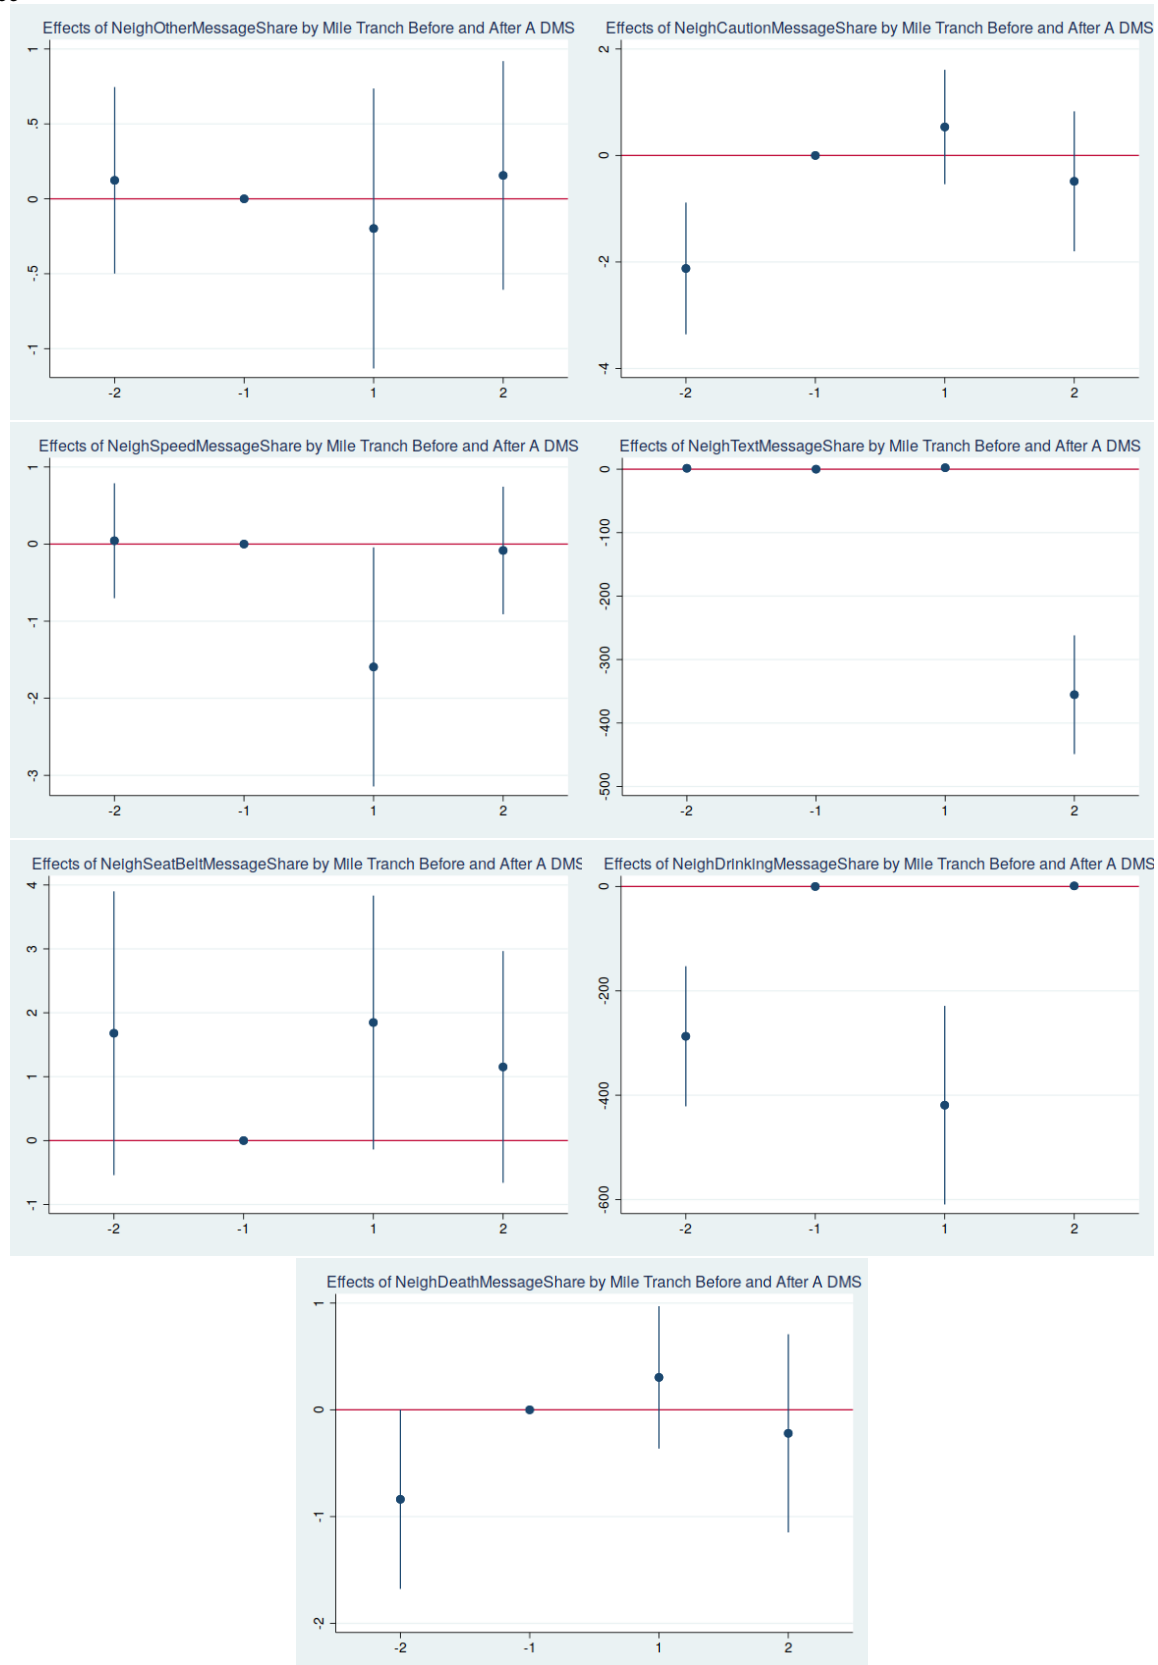 Effects of NeighOtherMessageShare by Mile Tranch Before and After A DMS
1
.5
0
-.5
-1
-2 -1 1 2
Effects of NeighCautionMessageShare by Mile Tranch Before and After A DMS
2
0
-2
-4
-2 -1 1 2
Effects of NeighSpeedMessageShare by Mile Tranch Before and After A DMS
1
0
-1
-2
-3
-2 -1 1 2
Effects of NeighTextMessageShare by Mile Tranch Before and After A DMS
0
-100
-200
-300
-400
-500
-2 -1 1 2
Effects of NeighSeatBeltMessageShare by Mile Tranch Before and After A DMS
4
3
2
1
0
-1
-2 -1 1 2
Effects of NeighDrinkingMessageShare by Mile Tranch Before and After A DMS
0
-200
-400
-600
-2 -1 1 2
Effects of NeighDeathMessageShare by Mile Tranch Before and After A DMS
1
0
-1
-2
-2 -1 1 2